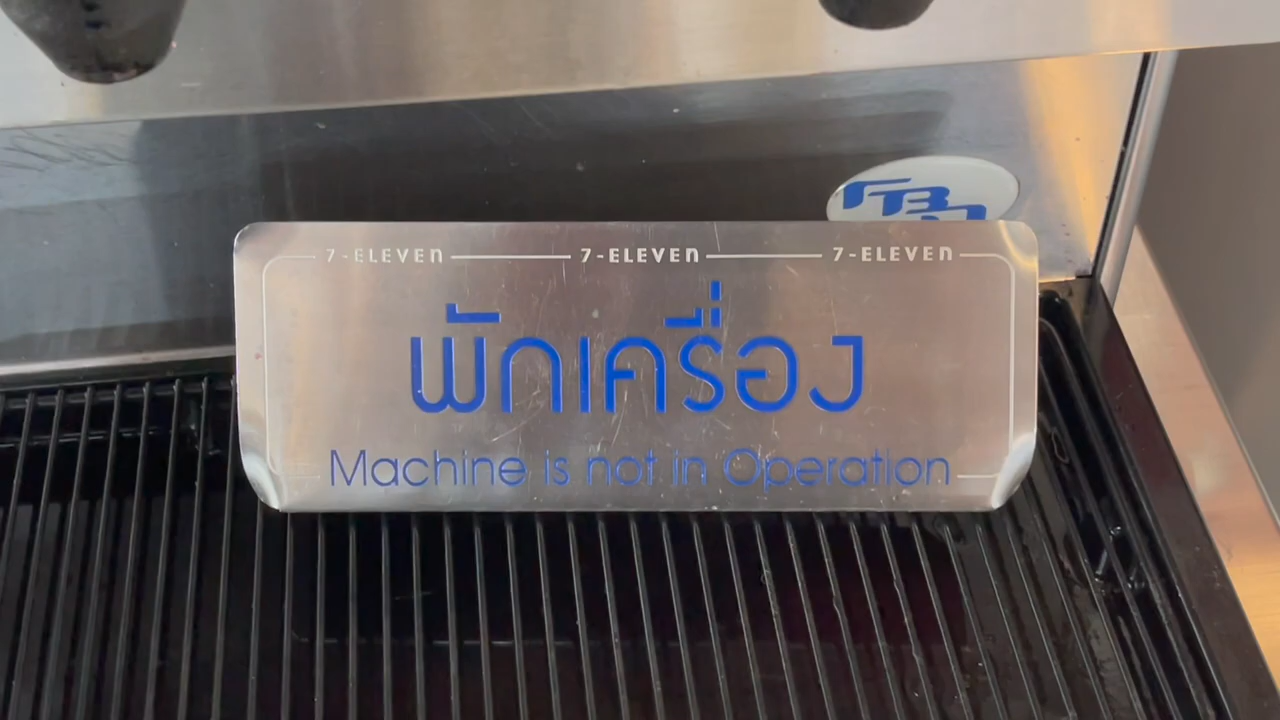 7-ELEVEN 7-ELEVEN 7-ELEVEN
พักเครื่อง
Machine is not in Operation